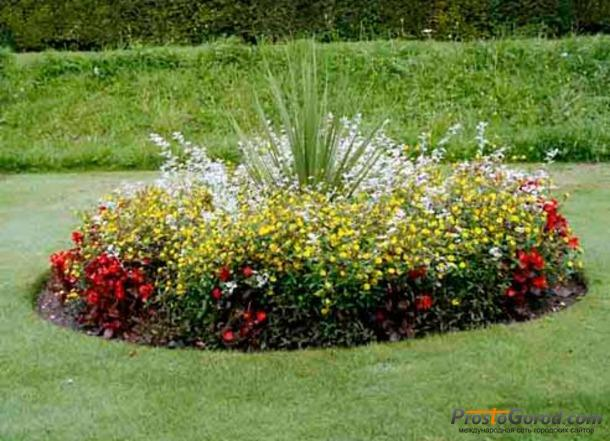 ProstoGorod.com
международная сеть городских сайтов